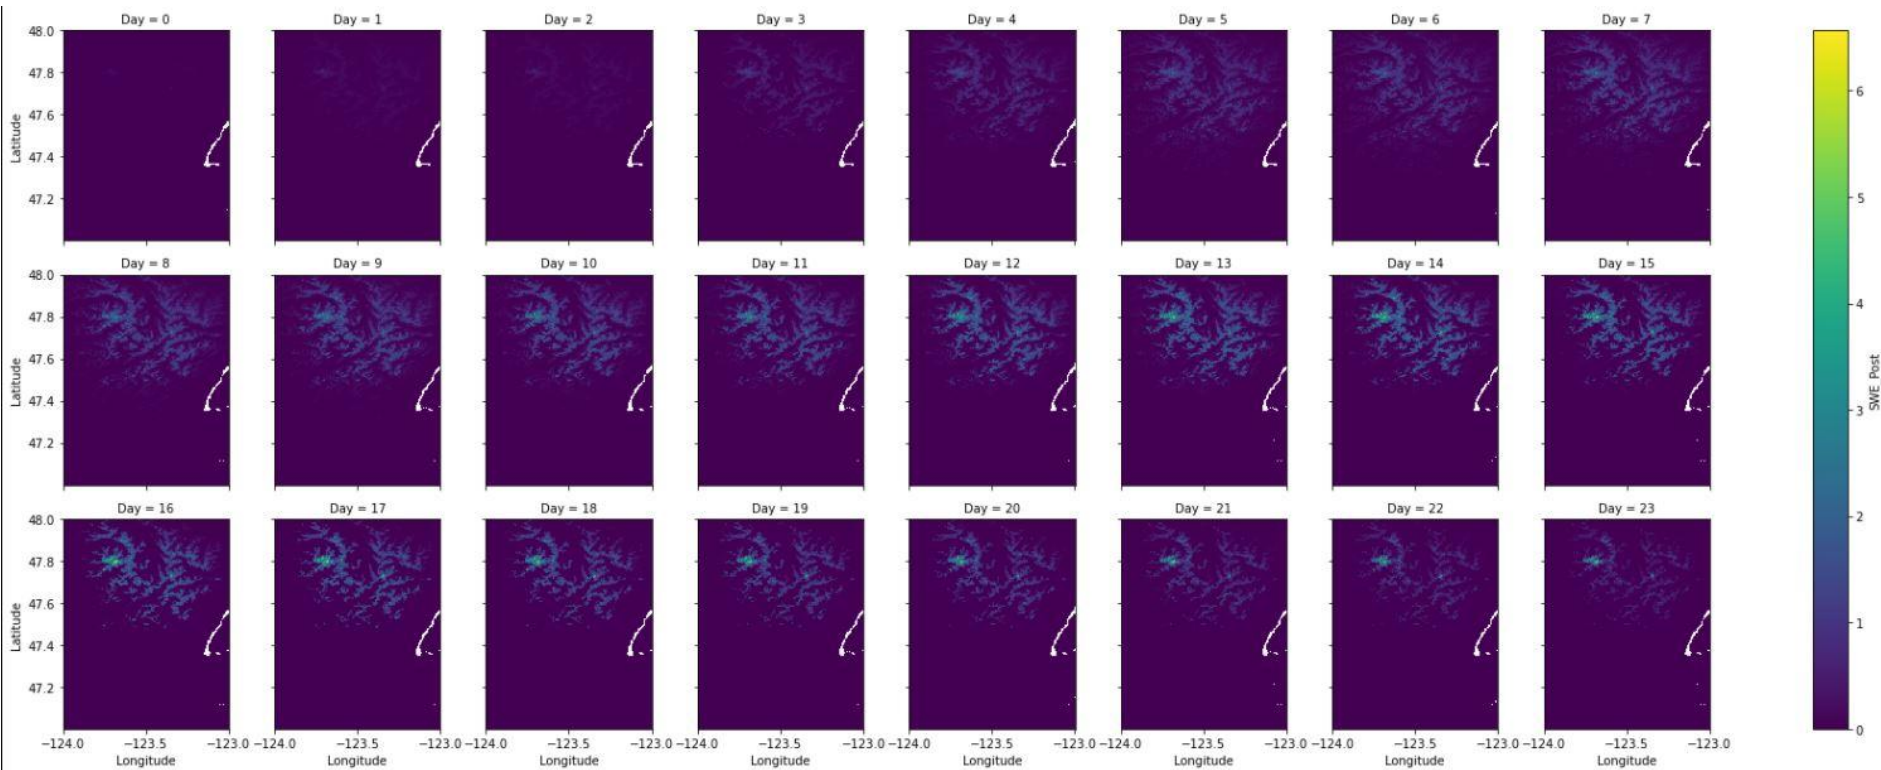 Day = 0 Day = 1 Day = 2 Day = 3 Day = 4 Day = 5 Day = 6 Day = 7
48.0
47.8
47.6
47.4
47.2
Latitude
Day = 8 Day = 9 Day = 10 Day = 11 Day = 12 Day = 13 Day = 14 Day = 15
48.0
47.8
47.6
47.4
47.2
Latitude
Day = 16 Day = 17 Day = 18 Day = 19 Day = 20 Day = 21 Day = 22 Day = 23
48.0
47.8
47.6
47.4
47.2
Latitude
−124.0 −123.5 −123.0 −124.0 −123.5 −123.0 −124.0 −123.5 −123.0 −124.0 −123.5 −123.0 −124.0 −123.5 −123.0 −124.0 −123.5 −123.0 −124.0 −123.5 −123.0 −124.0 −123.5 −123.0
Longitude Longitude Longitude Longitude Longitude Longitude Longitude Longitude
6
5
4
3
2
1
0
SWE_Post